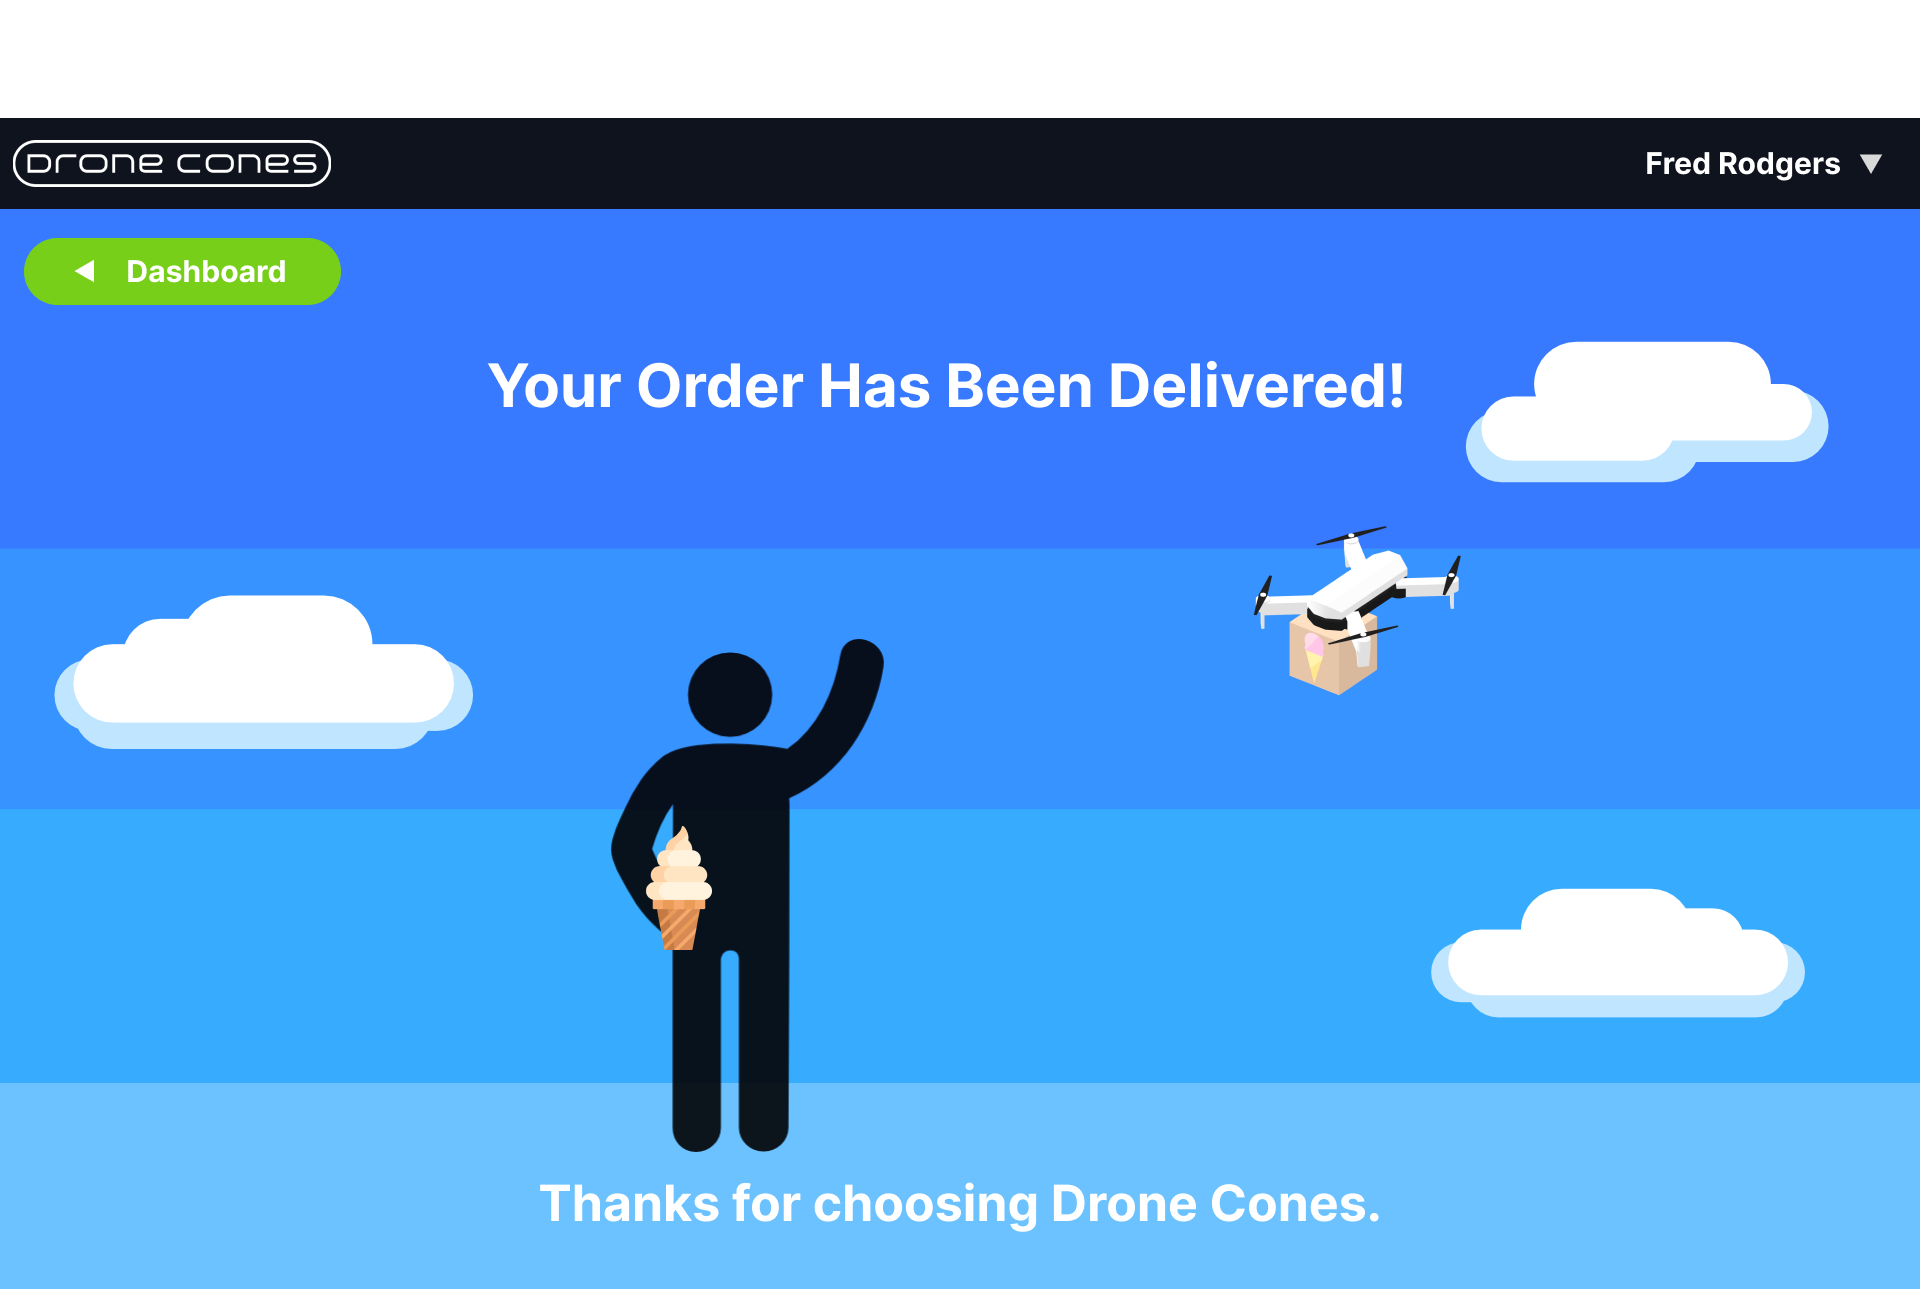 Drone Cones
Fred Rodgers
Dashboard
Your Order Has Been Delivered!
Thanks for choosing Drone Cones.